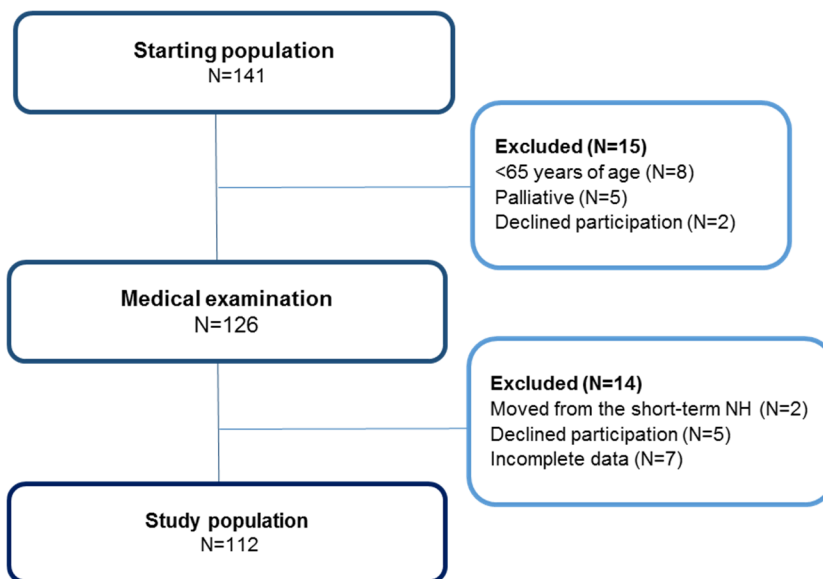 Starting population
N=141
Excluded (N=15)
<65 years of age (N=8)
Palliative (N=5)
Declined participation (N=2)
Medical examination
N=126
Excluded (N=14)
Moved from the short-term NH (N=2)
Declined participation (N=5)
Incomplete data (N=7)
Study population
N=112